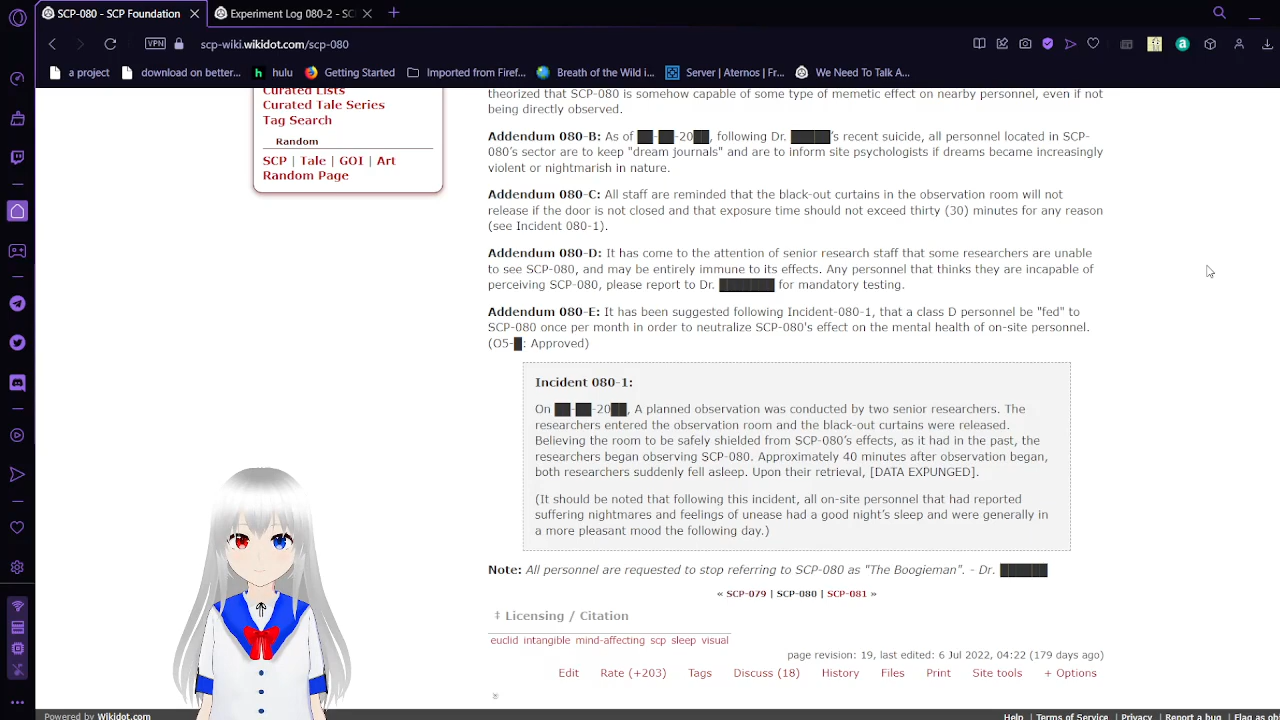 SCP-080 - SCP Foundation
Experiment Log 080-2 - SC
VPN
scp-wiki.wikidot.com/scp-080
a project
download on better...
hulu
Getting Started
Imported from Firef...
Breath of the Wild i...
Server | Aternos | Fr...
We Need To Talk A...
Curated Lists
Curated Tale Series
Tag Search
Random
SCP | Tale | GOI | Art
Random Page
theorized that SCP-080 is somehow capable of some type of memetic effect on nearby personnel, even if not
being directly observed.
Addendum 080-B: As of ██-██-20██, following Dr. █████'s recent suicide, all personnel located in SCP-
080's sector are to keep "dream journals" and are to inform site psychologists if dreams became increasingly
violent or nightmarish in nature.
Addendum 080-C: All staff are reminded that the black-out curtains in the observation room will not
release if the door is not closed and that exposure time should not exceed thirty (30) minutes for any reason
(see Incident 080-1).
Addendum 080-D: It has come to the attention of senior research staff that some researchers are unable
to see SCP-080, and may be entirely immune to its effects. Any personnel that thinks they are incapable of
perceiving SCP-080, please report to Dr. ███████ for mandatory testing.
Addendum 080-E: It has been suggested following Incident-080-1, that a class D personnel be "fed" to
SCP-080 once per month in order to neutralize SCP-080's effect on the mental health of on-site personnel.
(O5-█: Approved)
Incident 080-1:
On ██-██-20██, A planned observation was conducted by two senior researchers. The
researchers entered the observation room and the black-out curtains were released.
Believing the room to be safely shielded from SCP-080's effects, as it had in the past, the
researchers began observing SCP-080. Approximately 40 minutes after observation began,
both researchers suddenly fell asleep. Upon their retrieval, [DATA EXPUNGED].
(It should be noted that following this incident, all on-site personnel that had reported
suffering nightmares and feelings of unease had a good night's sleep and were generally in
a more pleasant mood the following day.)
Note: All personnel are requested to stop referring to SCP-080 as "The Boogieman". - Dr. ██████
« SCP-079 | SCP-080 | SCP-081 »
‡ Licensing / Citation
euclid intangible mind-affecting scp sleep visual
page revision: 19, last edited: 6 Jul 2022, 04:22 (179 days ago)
Edit Rate (+203) Tags Discuss (18) History Files Print Site tools + Options
Powered by Wikidot.com
Help | Terms of Service | Privacy | Report a bug | Flag as ob